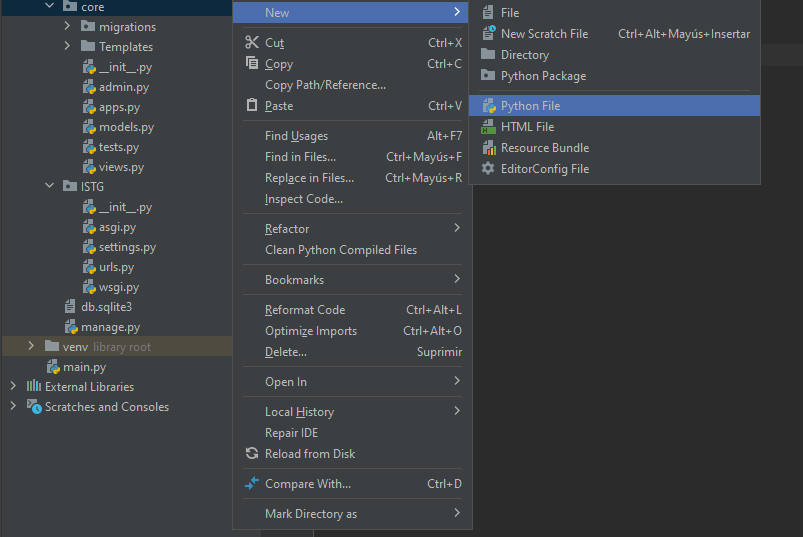 core
migrations
Templates
__init__.py
admin.py
apps.py
models.py
tests.py
views.py
ISTG
__init__.py
asgi.py
settings.py
urls.py
wsgi.py
db.sqlite3
manage.py
venv library root
main.py
External Libraries
Scratches and Consoles
New
Cut Ctrl+X
Copy Ctrl+C
Copy Path/Reference...
Paste Ctrl+V
Find Usages Alt+F7
Find in Files... Ctrl+Mayús+F
Replace in Files... Ctrl+Mayús+R
Inspect Code...
Refactor
Clean Python Compiled Files
Bookmarks
Reformat Code Ctrl+Alt+L
Optimize Imports Ctrl+Alt+O
Delete... Suprimir
Open In
Local History
Repair IDE
Reload from Disk
Compare With... Ctrl+D
Mark Directory as
File
New Scratch File Ctrl+Alt+Mayús+Insertar
Directory
Python Package
Python File
HTML File
Resource Bundle
EditorConfig File